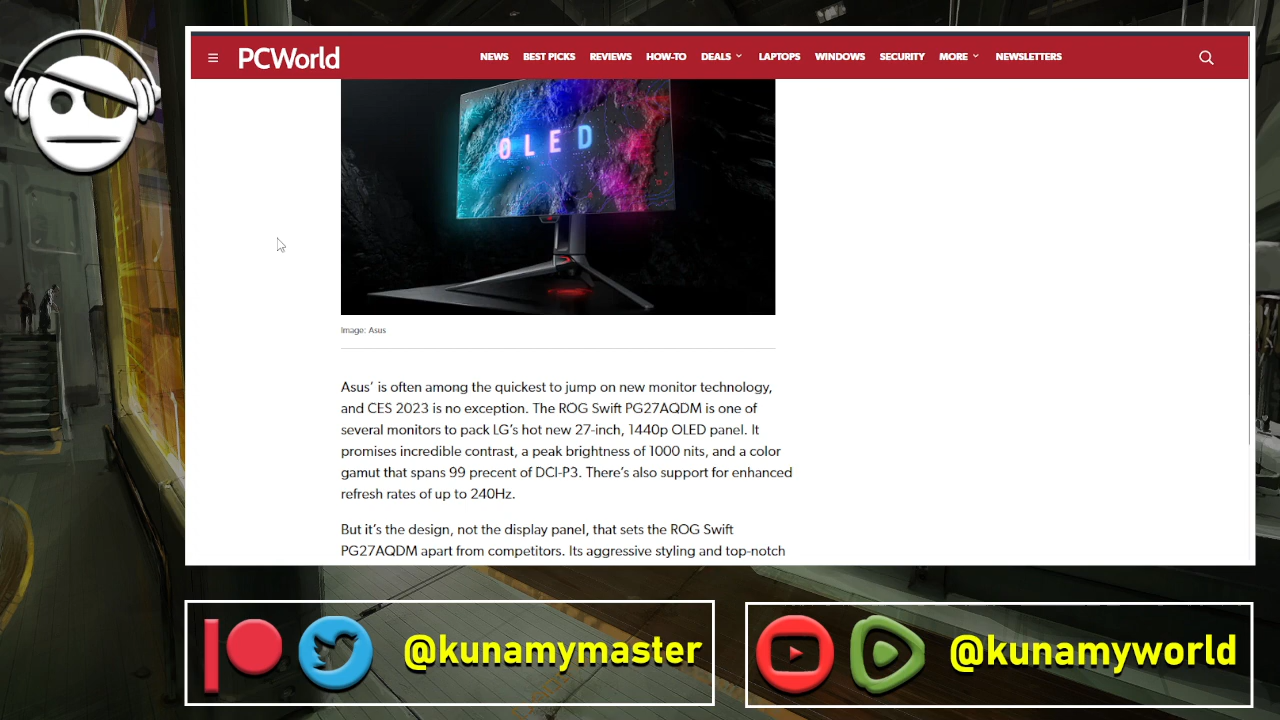 PCWorld
NEWS BEST PICKS REVIEWS HOW-TO DEALS LAPTOPS WINDOWS SECURITY MORE NEWSLETTERS
OLED
Image: Asus
Asus’ is often among the quickest to jump on new monitor technology,
and CES 2023 is no exception. The ROG Swift PG27AQDM is one of
several monitors to pack LG’s hot new 27-inch, 1440p OLED panel. It
promises incredible contrast, a peak brightness of 1000 nits, and a color
gamut that spans 99 precent of DCI-P3. There’s also support for enhanced
refresh rates of up to 240Hz.
But it’s the design, not the display panel, that sets the ROG Swift
PG27AQDM apart from competitors. Its aggressive styling and top-notch
@kunamymaster
@kunamyworld